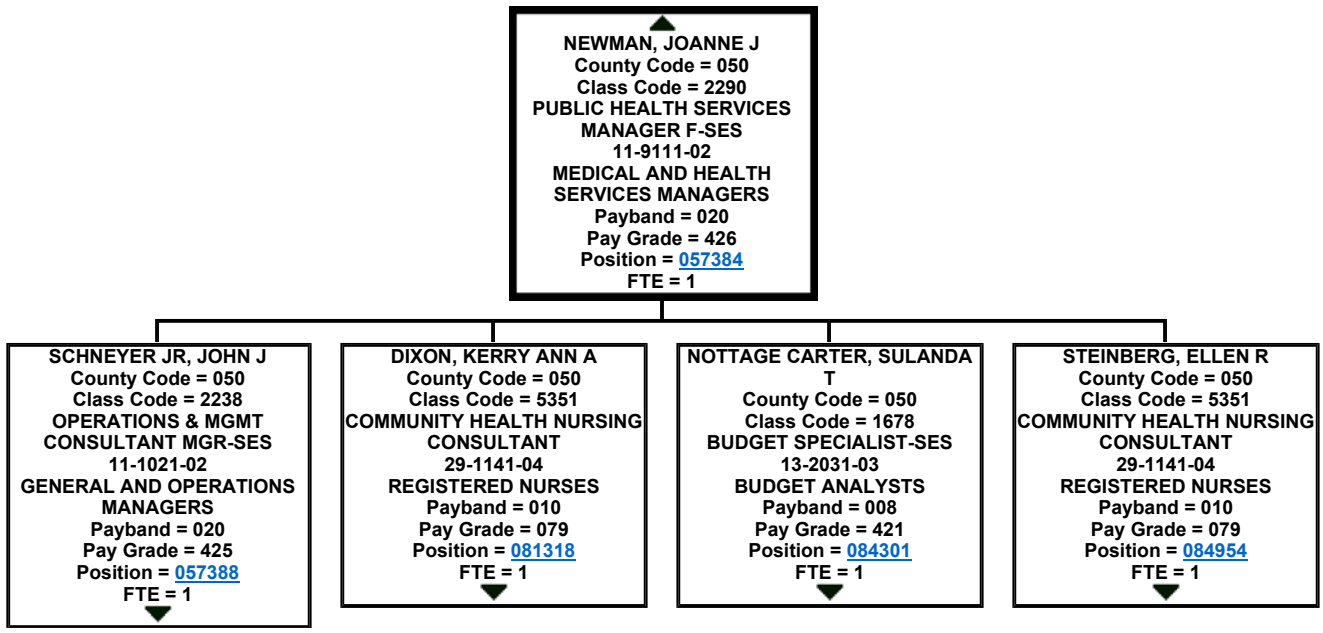 NEWMAN, JOANNE J
County Code = 050
Class Code = 2290
PUBLIC HEALTH SERVICES
MANAGER F-SES
11-9111-02
MEDICAL AND HEALTH
SERVICES MANAGERS
Payband = 020
Pay Grade = 426
Position = 057384
FTE = 1
SCHNEYER JR, JOHN J
County Code = 050
Class Code = 2238
OPERATIONS & MGMT
CONSULTANT MGR-SES
11-1021-02
GENERAL AND OPERATIONS
MANAGERS
Payband = 020
Pay Grade = 425
Position = 057388
FTE = 1
DIXON, KERRY ANN A
County Code = 050
Class Code = 5351
COMMUNITY HEALTH NURSING
CONSULTANT
29-1141-04
REGISTERED NURSES
Payband = 010
Pay Grade = 079
Position = 081318
FTE = 1
NOTTAGE CARTER, SULANDA
T
County Code = 050
Class Code = 1678
BUDGET SPECIALIST-SES
13-2031-03
BUDGET ANALYSTS
Payband = 008
Pay Grade = 421
Position = 084301
FTE = 1
STEINBERG, ELLEN R
County Code = 050
Class Code = 5351
COMMUNITY HEALTH NURSING
CONSULTANT
29-1141-04
REGISTERED NURSES
Payband = 010
Pay Grade = 079
Position = 084954
FTE = 1